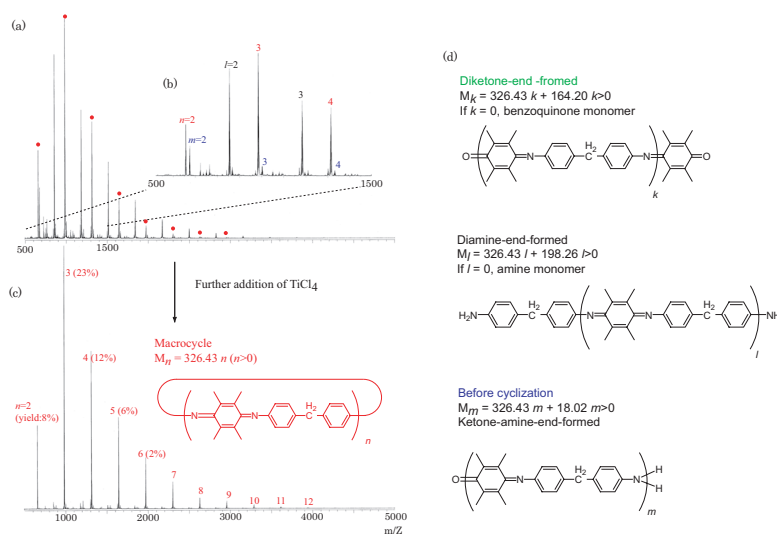 (a)
(b)
l=2
3
3
4
n=2
m=2
3
4
500
1500
500
1500
Further addition of TiCl4
(c)
3 (23%)
4 (12%)
n=2
(yield:8%)
5 (6%)
6 (2%)
7
8
9
10
11
12
Macrocycle
Mn = 326.43 n (n>0)
N
N
C
H2
n
1000
2000
3000
4000
5000
m/Z
(d)
Diketone-end -fromed
Mk = 326.43 k + 164.20 k>0
If k = 0, benzoquinone monomer
O
N
C
H2
N
O
k
Diamine-end-formed
Ml = 326.43 l + 198.26 l>0
If l = 0, amine monomer
H2N
C
H2
N
N
C
H2
NH
l
Before cyclization
Mm = 326.43 m + 18.02 m>0
Ketone-amine-end-formed
O
N
C
H2
N
H
H
m